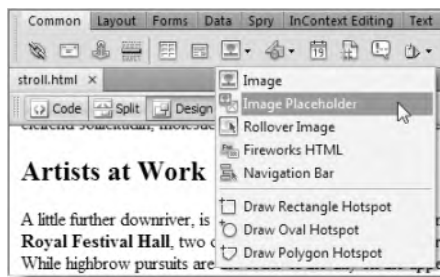 Common Layout Forms Data Spry InContext Editing Text
19
stroll.html ×
Code Split Design
Image
Image Placeholder
Rollover Image
Fireworks HTML
Navigation Bar
Draw Rectangle Hotspot
Draw Oval Hotspot
Draw Polygon Hotspot
Artists at Work
A little further downriver, is
Royal Festival Hall, two
While highbrow pursuits are